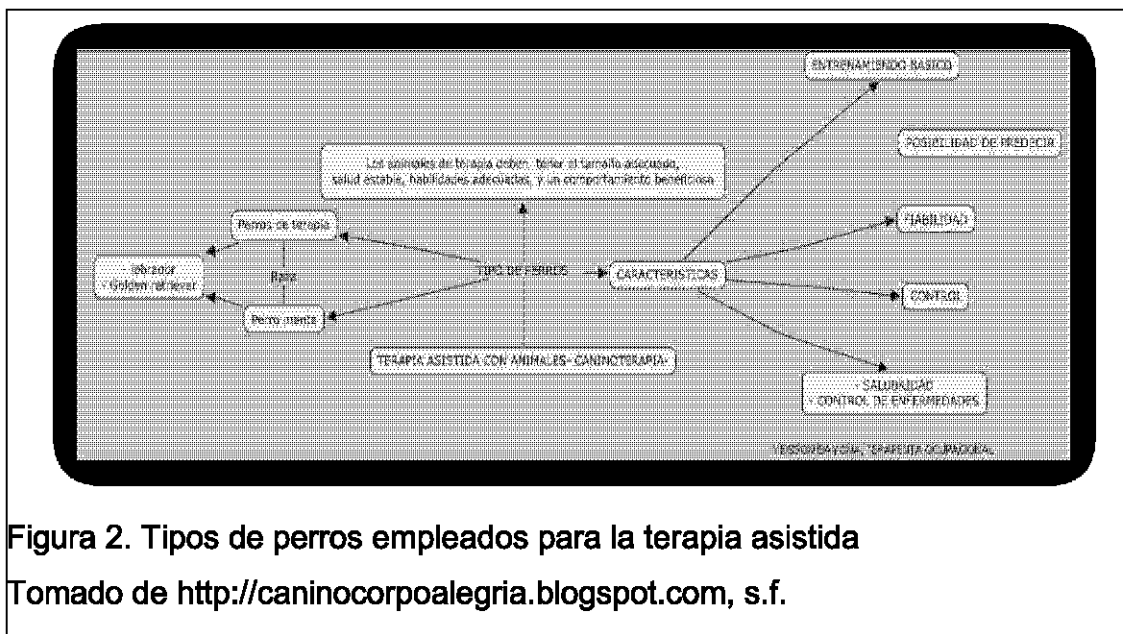 ENTRENAMIENDO BASICO
POSIBILIDAD DE PREDECIR
Los animales de terapia deben tener el tamaño adecuado,
salud estable, habilidades adecuadas, y un comportamiento beneficioso
Perros de terapia
FIABILIDAD
- labrador
- Golden retriever
Raza
TIPO DE PERROS
CARACTERISTICAS
CONTROL
Perro manta
TERAPIA ASISTIDA CON ANIMALES- CANINOTERAPIA-
- SALUBRIDAD
- CONTROL DE ENFERMEDADES
TERAPEUTA OCUPACIONAL
Figura 2. Tipos de perros empleados para la terapia asistida
Tomado de http://caninocorpoalegria.blogspot.com, s.f.